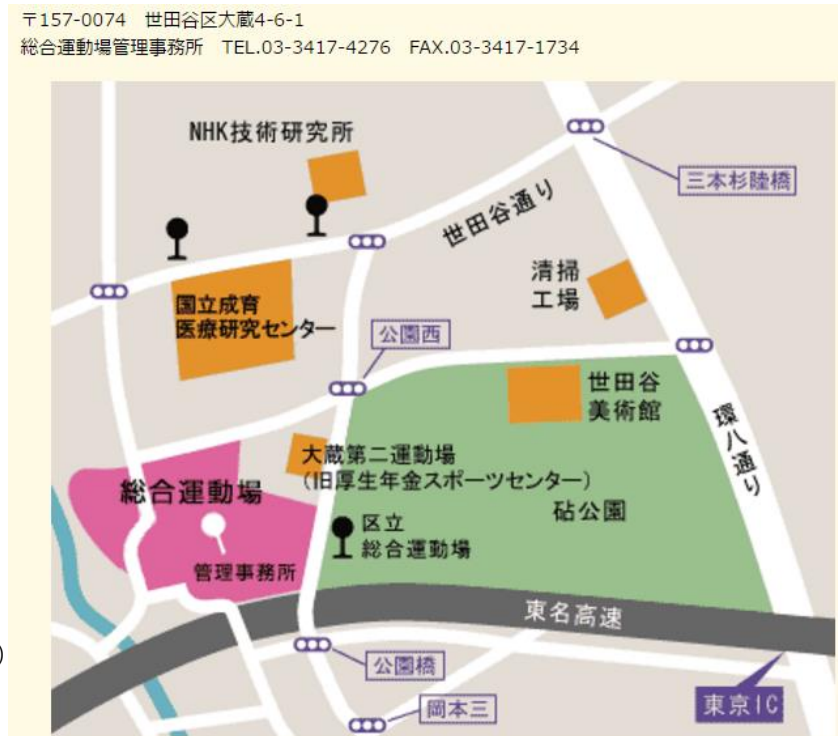 〒157-0074　世田谷区大蔵4-6-1
総合運動場管理事務所　TEL.03-3417-4276　FAX.03-3417-1734
NHK技術研究所
三本杉陸橋
世田谷通り
清掃
工場
国立成育
医療研究センター
公園西
世田谷
美術館
環八通り
大蔵第二運動場
(旧厚生年金スポーツセンター)
総合運動場
砧公園
区立
総合運動場
管理事務所
東名高速
)
公園橋
東京IC
岡本三